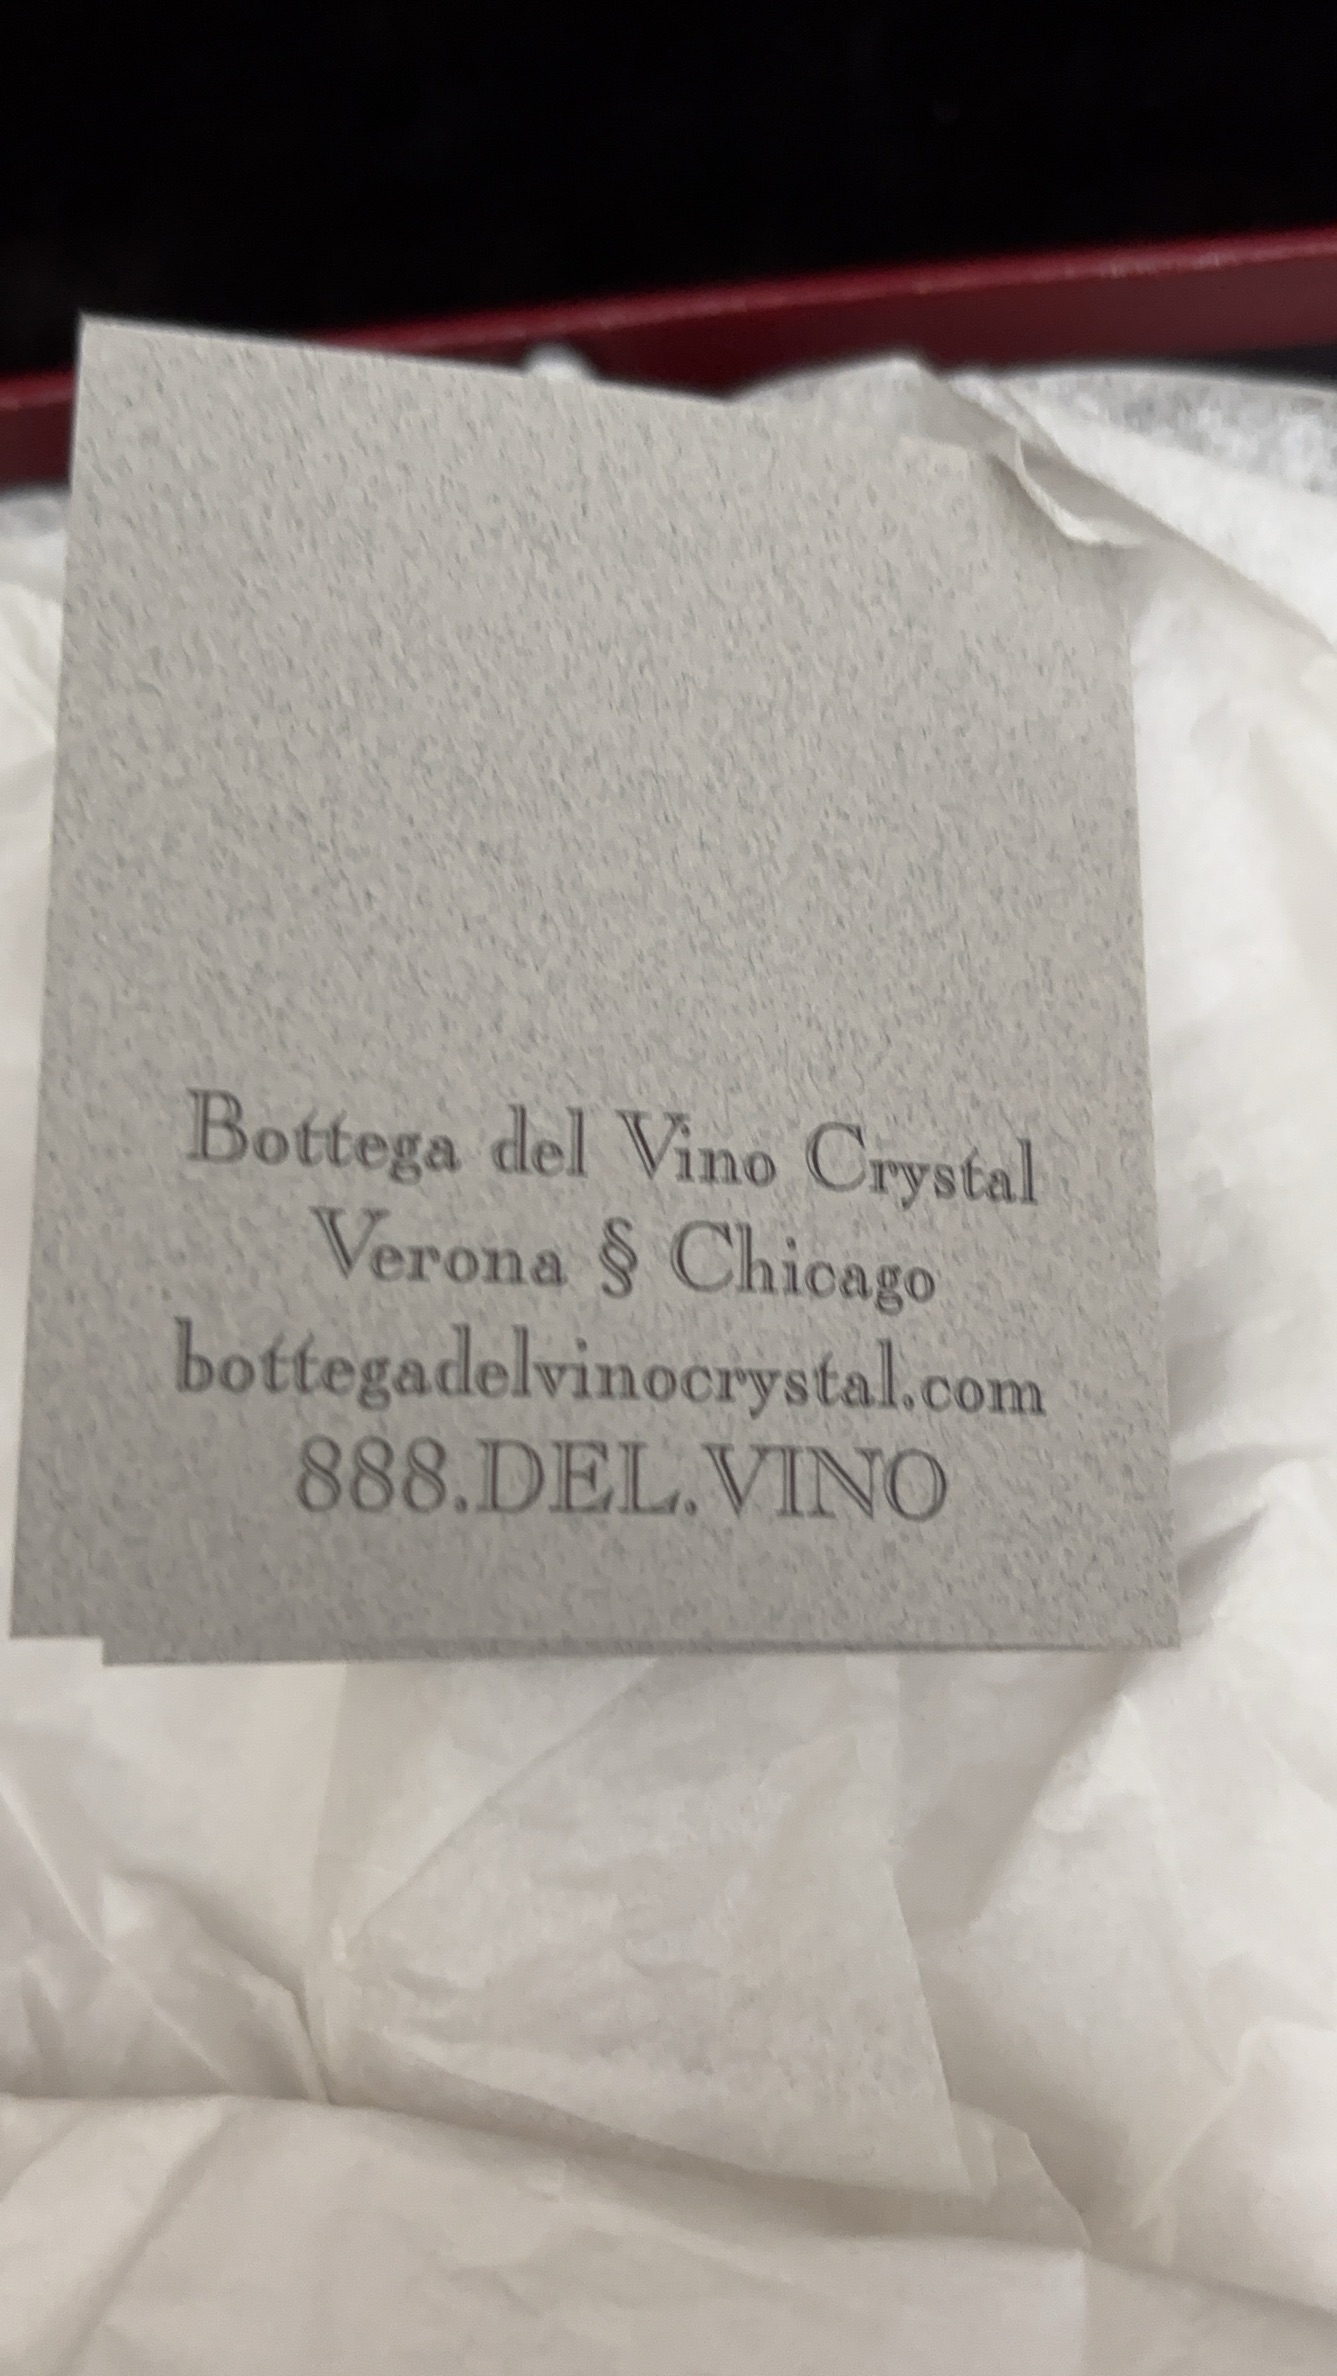 Bottega del Vino Crystal
Verona § Chicago
bottegadelvinocrystal.com
888.DEL.VINO